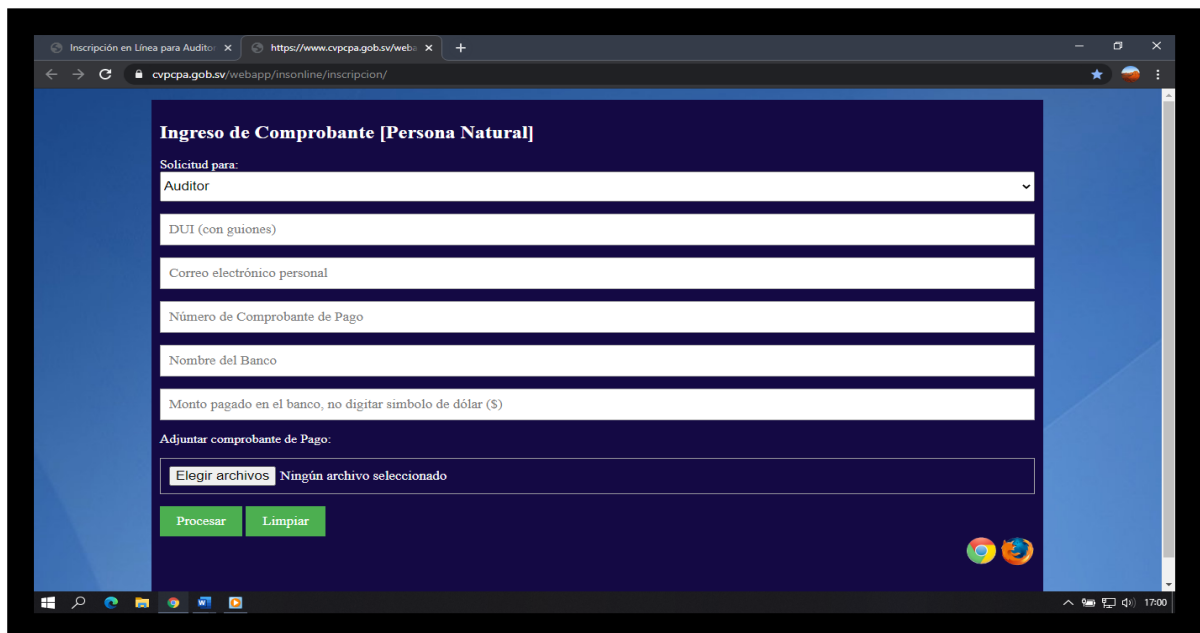 Inscripción en Línea para Auditor
https://www.cvpcpa.gob.sv/weba
cvpcpa.gob.sv/webapp/insonline/inscripcion/
Ingreso de Comprobante [Persona Natural]
Solicitud para:
Auditor
DUI (con guiones)
Correo electrónico personal
Número de Comprobante de Pago
Nombre del Banco
Monto pagado en el banco, no digitar simbolo de dólar ($)
Adjuntar comprobante de Pago:
Elegir archivos Ningún archivo seleccionado
Procesar Limpiar
17:00